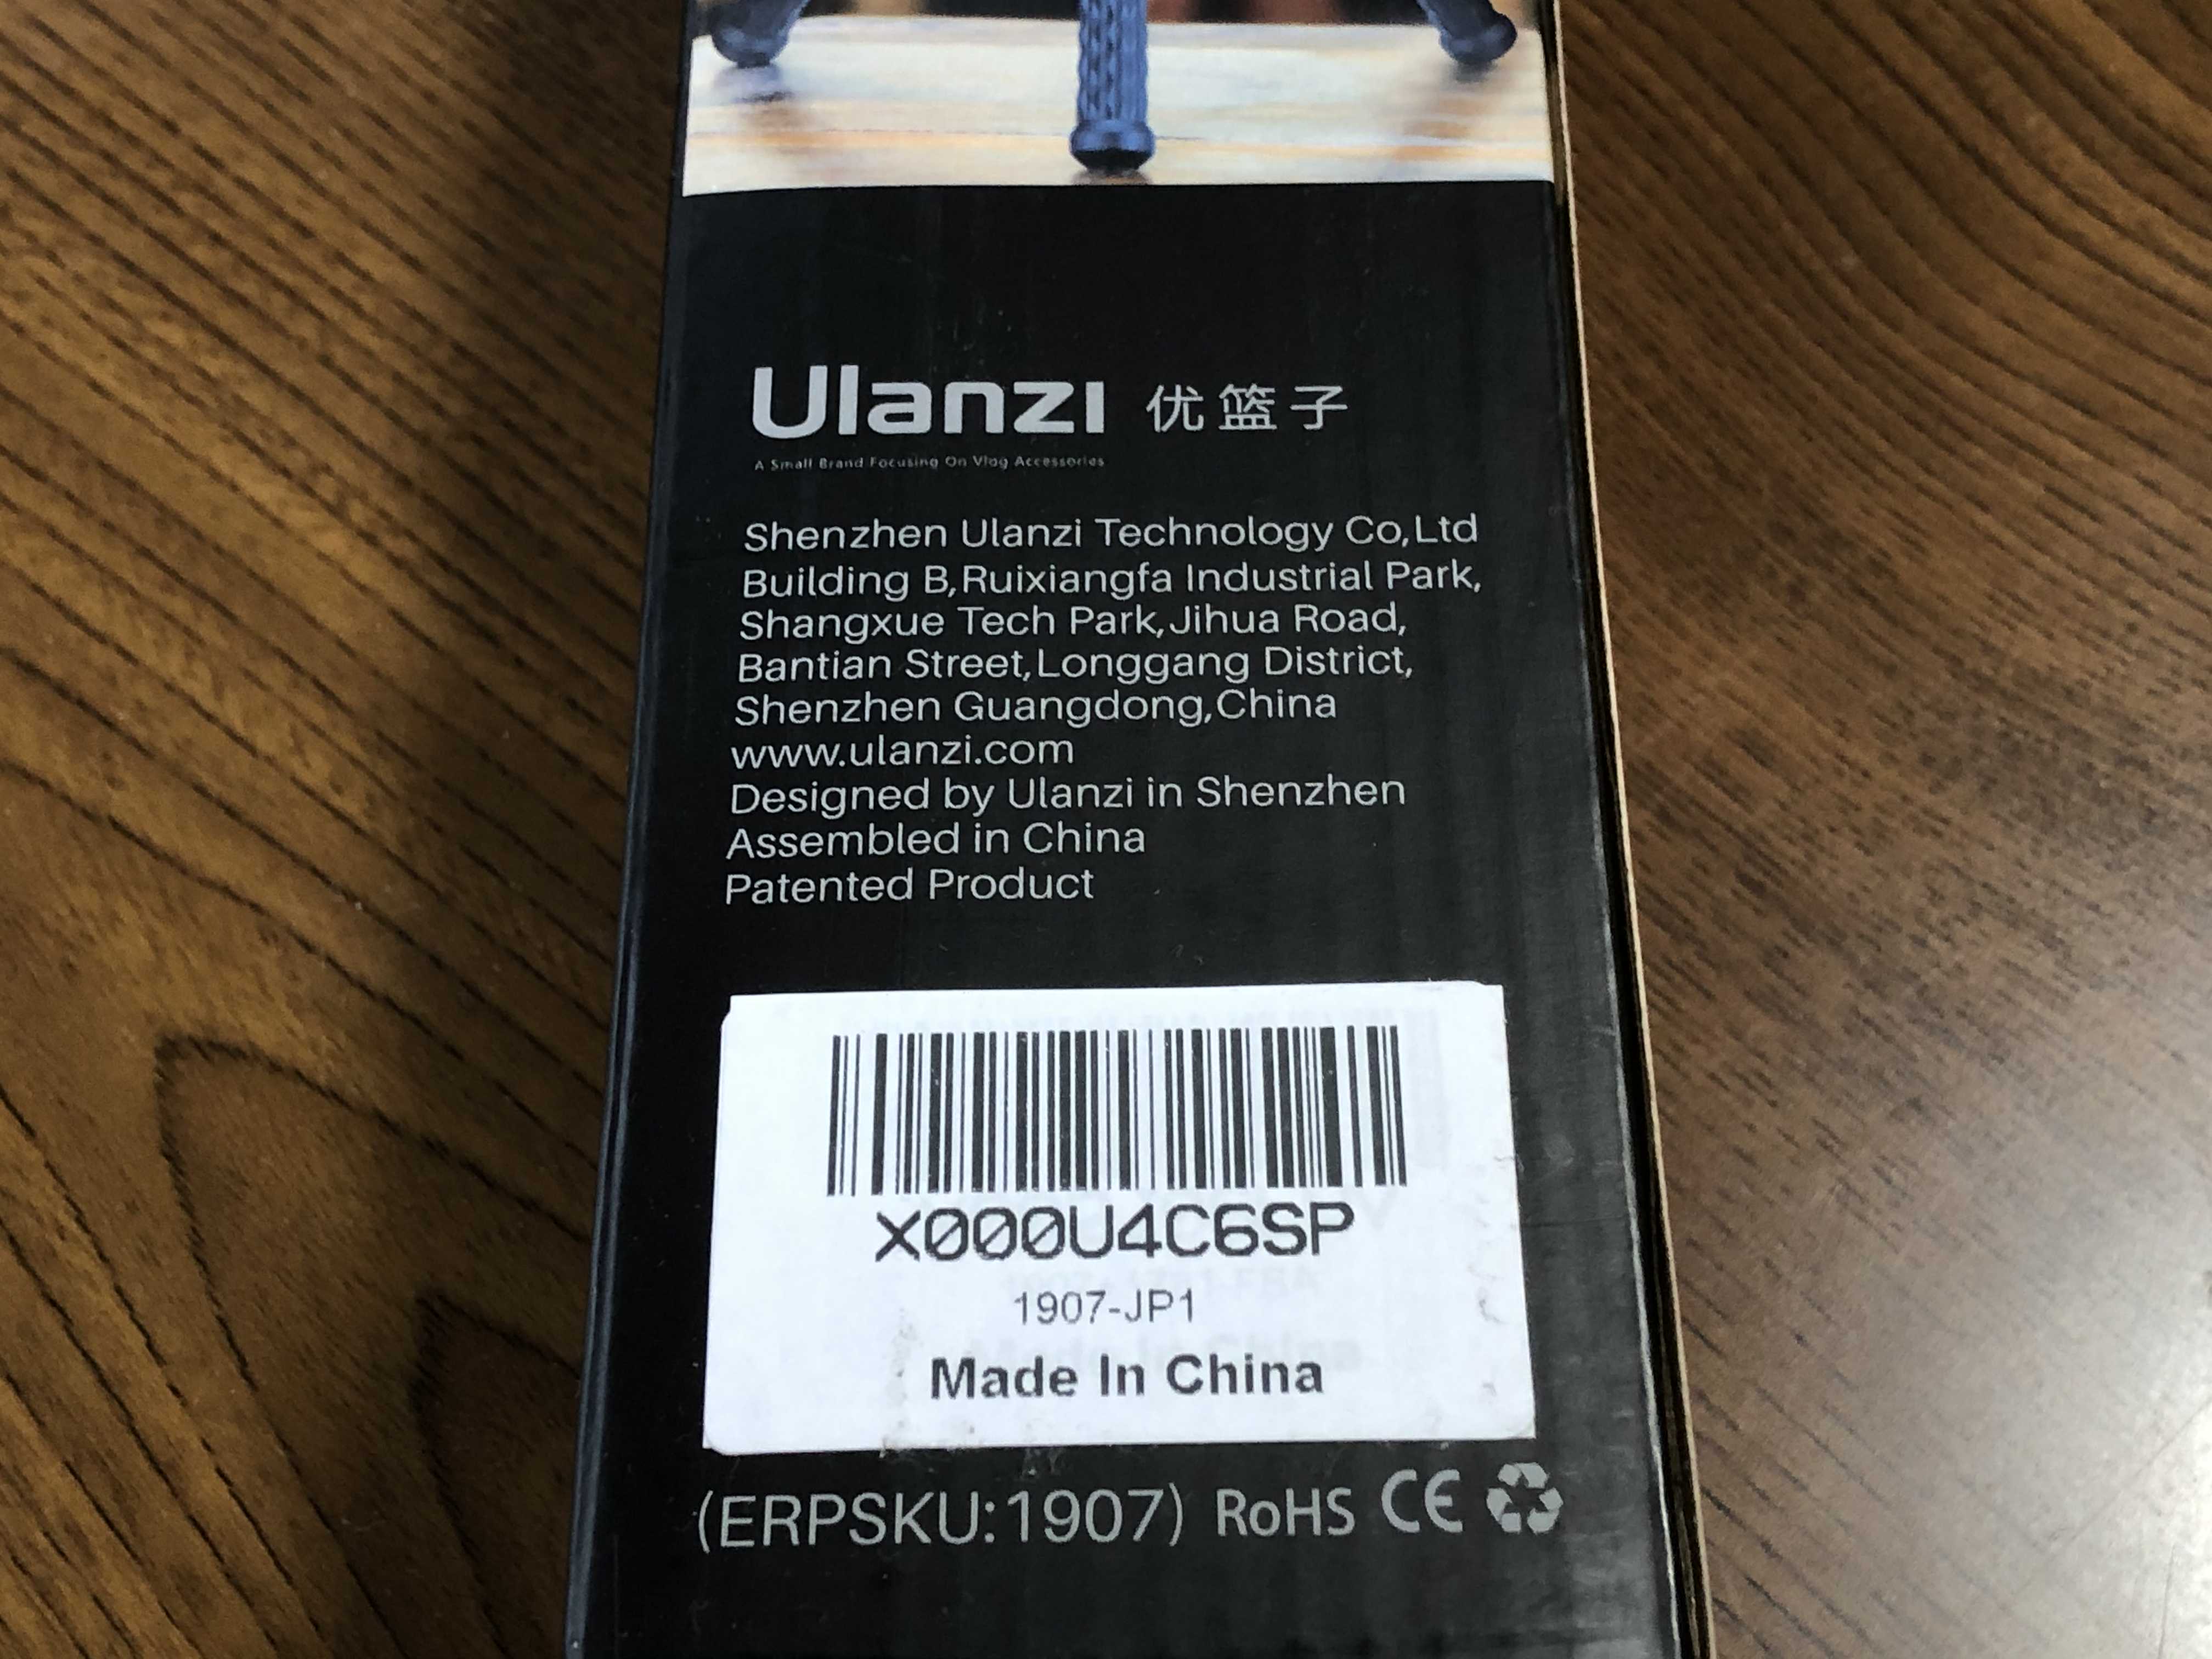 Ulanzi 优篮子
A Small Brand Focusing On Vlog Accessories
Shenzhen Ulanzi Technology Co,Ltd
Building B,Ruixiangfa Industrial Park,
Shangxue Tech Park,Jihua Road,
Bantian Street,Longgang District,
Shenzhen Guangdong,China
www.ulanzi.com
Designed by Ulanzi in Shenzhen
Assembled in China
Patented Product
X000U4C6SP
1907-JP1
Made In China
(ERPSKU:1907) RoHS CE